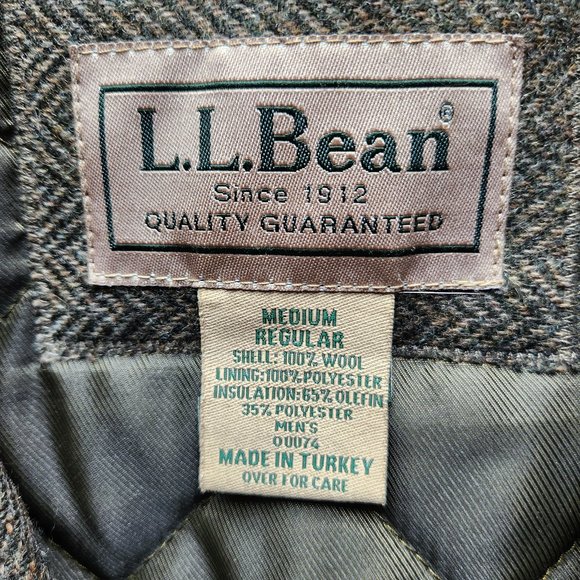 L.L.Bean®
Since 1912
QUALITY GUARANTEED
MEDIUM
REGULAR
SHELL: 100% WOOL
LINING:100% POLYESTER
INSULATION:65% OLEFIN
35% POLYESTER
MEN'S
0UU74
MADE IN TURKEY
OVER FOR CARE